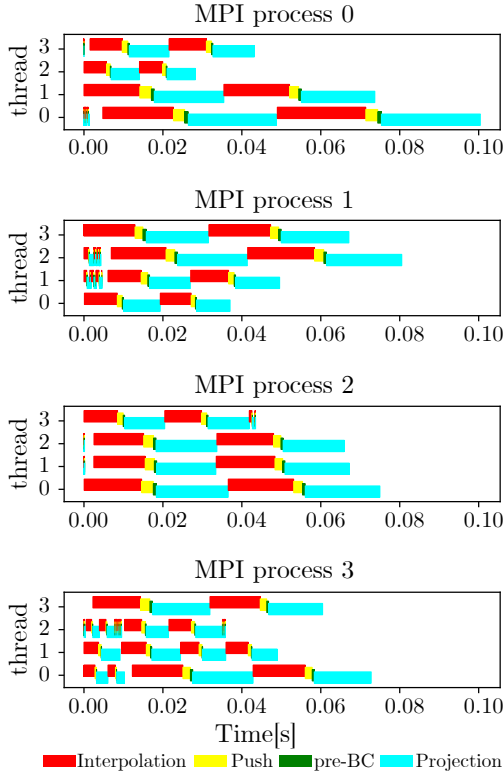 MPI process 0
thread
3
2
1
0
0.00 0.02 0.04 0.06 0.08 0.10
MPI process 1
thread
3
2
1
0
0.00 0.02 0.04 0.06 0.08 0.10
MPI process 2
thread
3
2
1
0
0.00 0.02 0.04 0.06 0.08 0.10
MPI process 3
thread
3
2
1
0
0.00 0.02 0.04 0.06 0.08 0.10
Time[s]
Interpolation Push pre-BC Projection